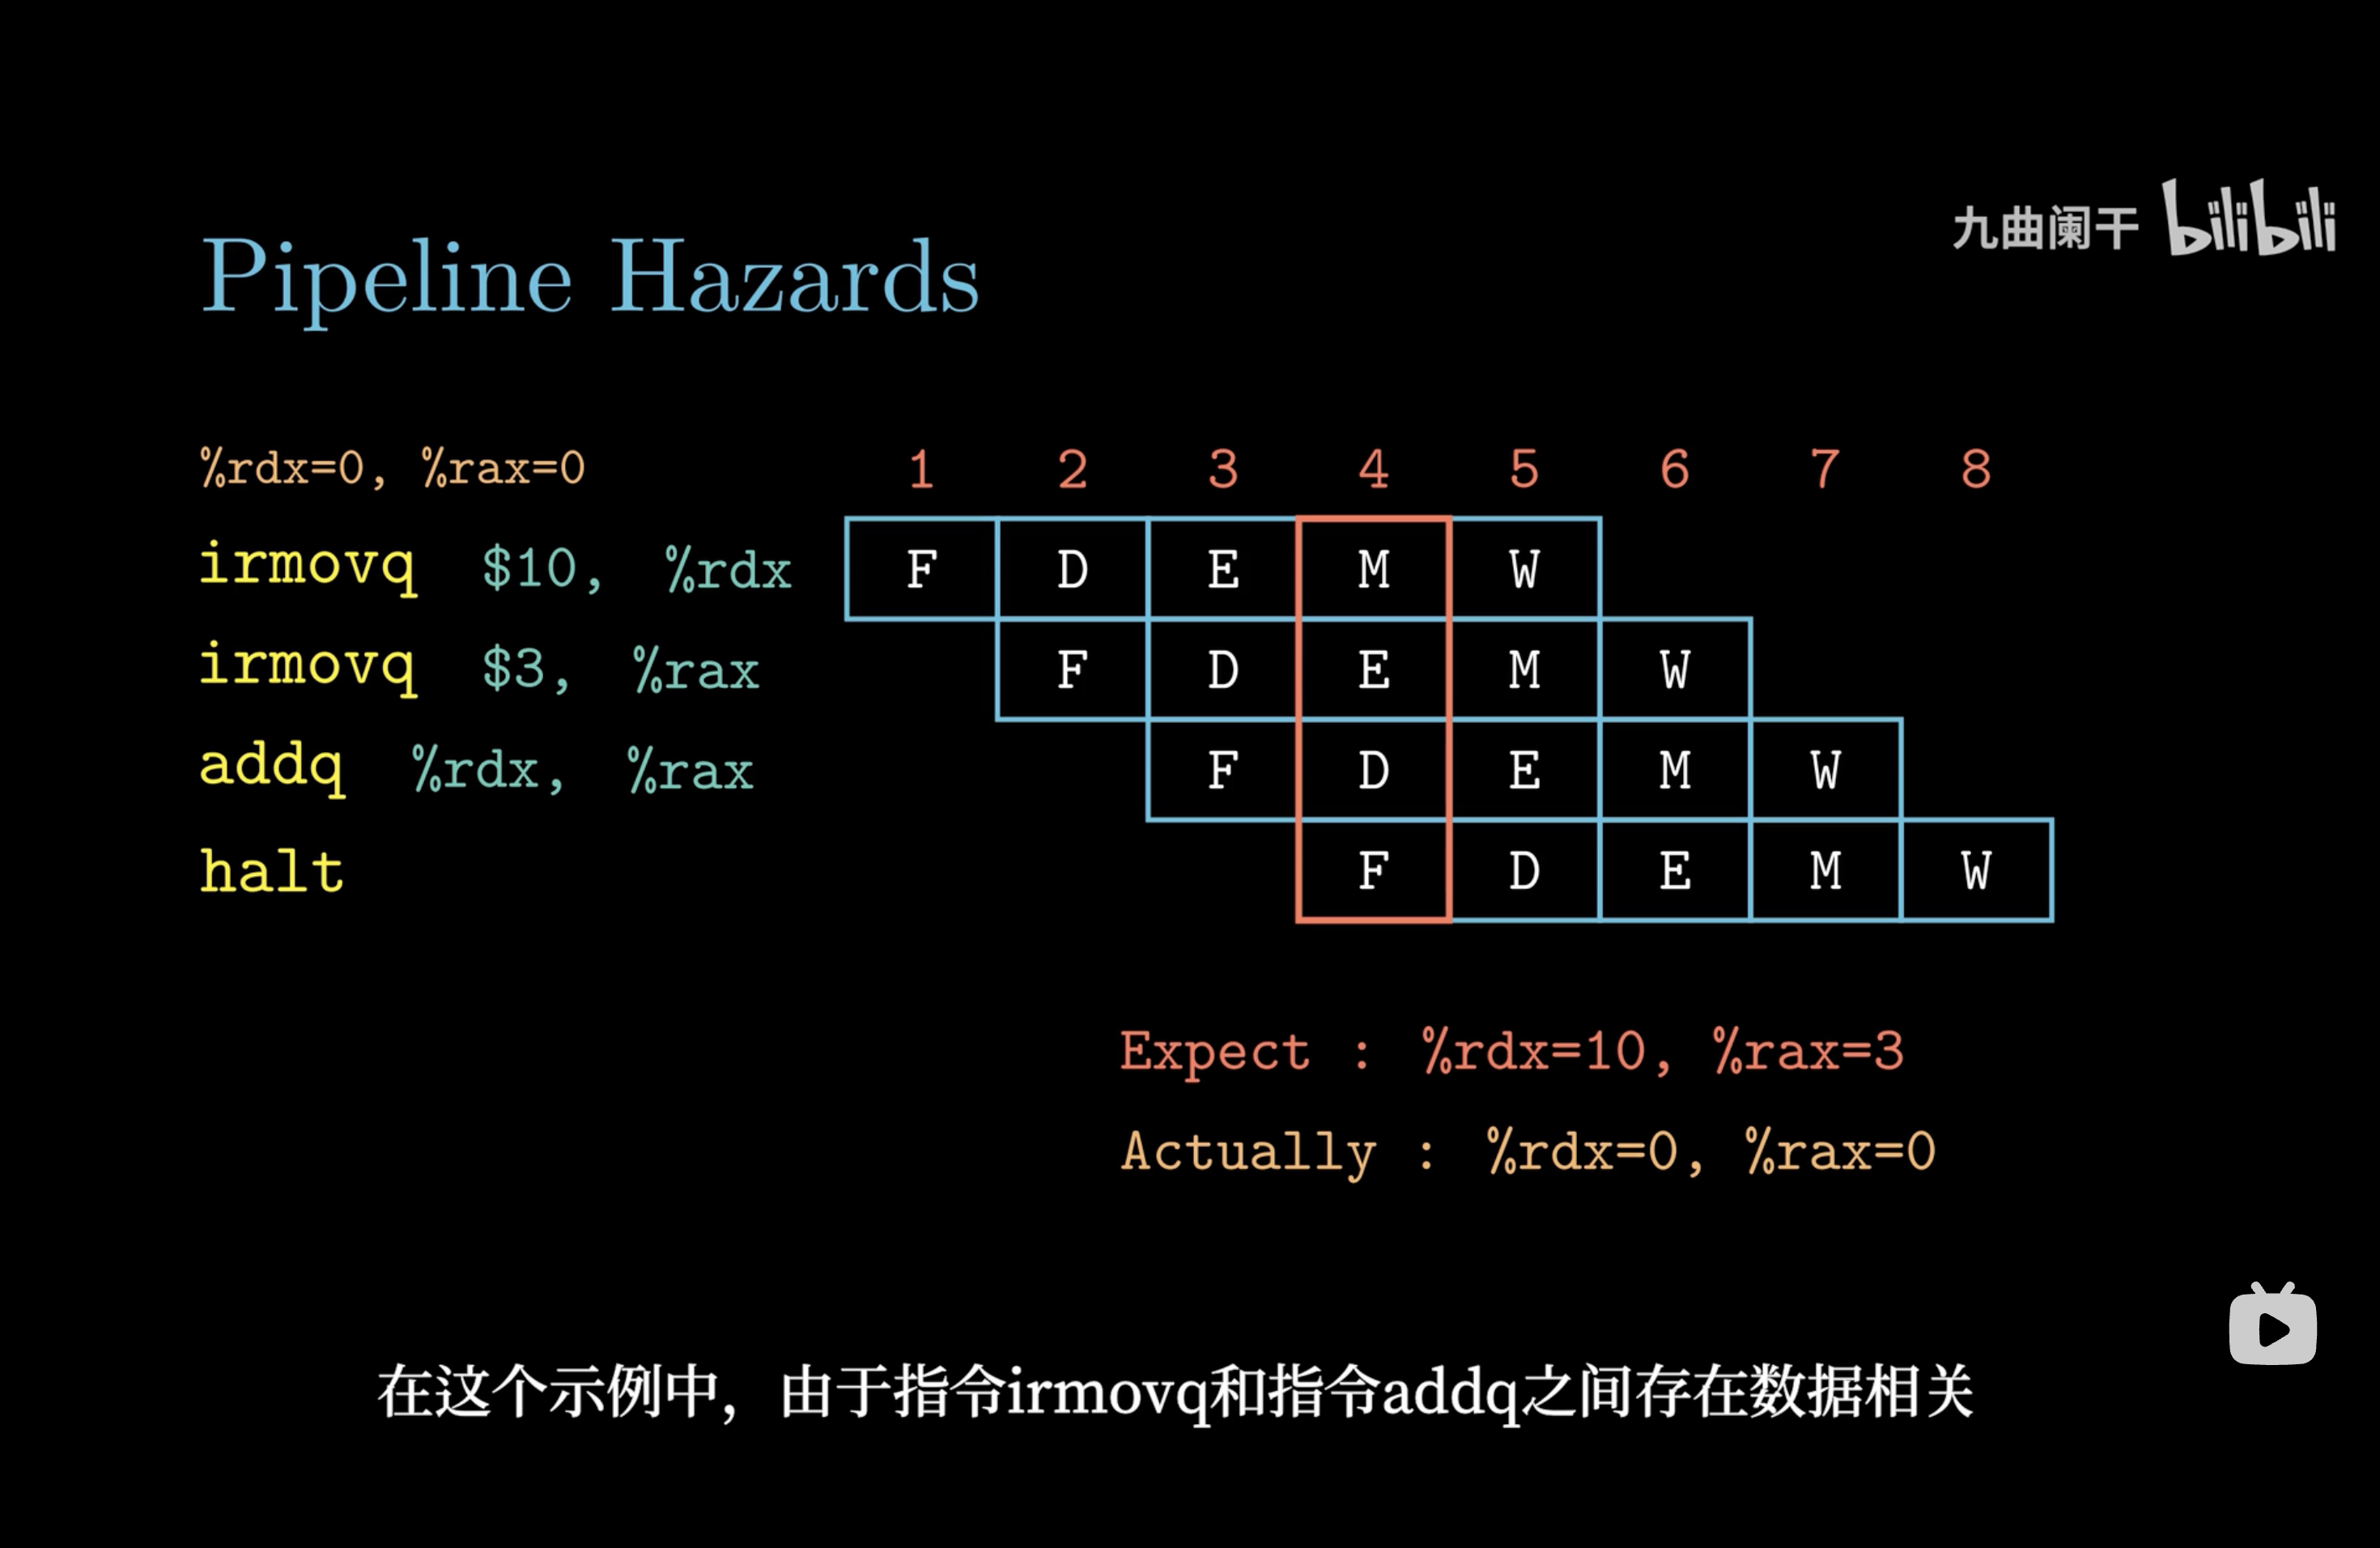 九曲阑干 bilibili
Pipeline Hazards
%rdx=0, %rax=0 1 2 3 4 5 6 7 8
irmovq $10, %rdx F D E M W
irmovq $3, %rax F D E M W
addq %rdx, %rax F D E M W
halt F D E M W
Expect : %rdx=10, %rax=3
Actually : %rdx=0, %rax=0
在这个示例中，由于指令irmovq和指令addq之间存在数据相关